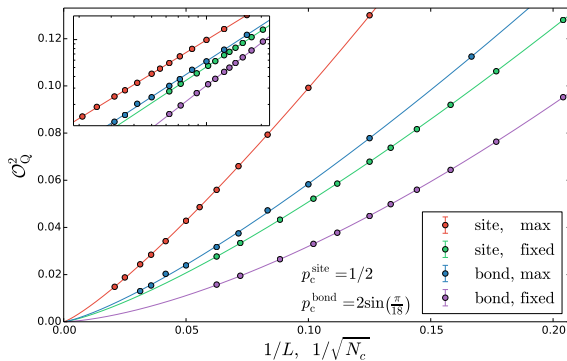 0.12
0.10
0.08
0.06
0.04
0.02
0.00
𝒪²_Q
site, max
site, fixed
bond, max
bond, fixed
p_c^site = 1/2
p_c^bond = 2sin(π/18)
0.00 0.05 0.10 0.15 0.20
1/L, 1/√N_c